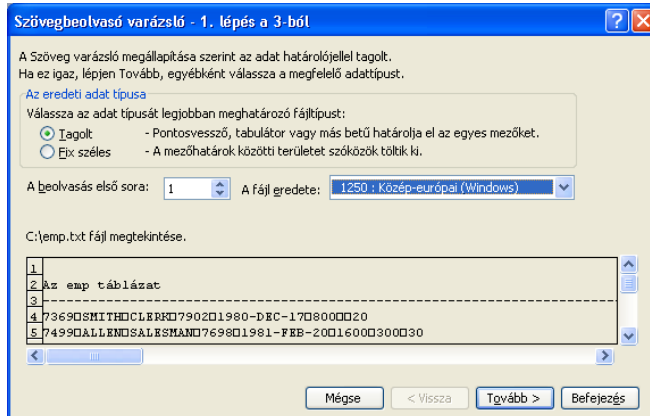 Szövegbeolvasó varázsló - 1. lépés a 3-ból
A Szöveg varázsló megállapítása szerint az adat határolójellel tagolt.
Ha ez igaz, lépjen Tovább, egyébként válassza a megfelelő adattípust.
Az eredeti adat típusa
Válassza az adat típusát legjobban meghatározó fájltípust:
Tagolt - Pontosvessző, tabulátor vagy más betű határolja el az egyes mezőket.
Fix széles - A mezőhatárok közötti területet szóközök töltik ki.
A beolvasás első sora: 1 A fájl eredete: 1250 : Közép-európai (Windows)
C:\emp.txt fájl megtekintése.
1
2 Az emp táblázat
3 --------------------------------------------------------------
4 7369□SMITH□CLERK□7902□1980-DEC-17□800□□20
5 7499□ALLEN□SALESMAN□7698□1981-FEB-20□1600□300□30
Mégse < Vissza Tovább > Befejezés